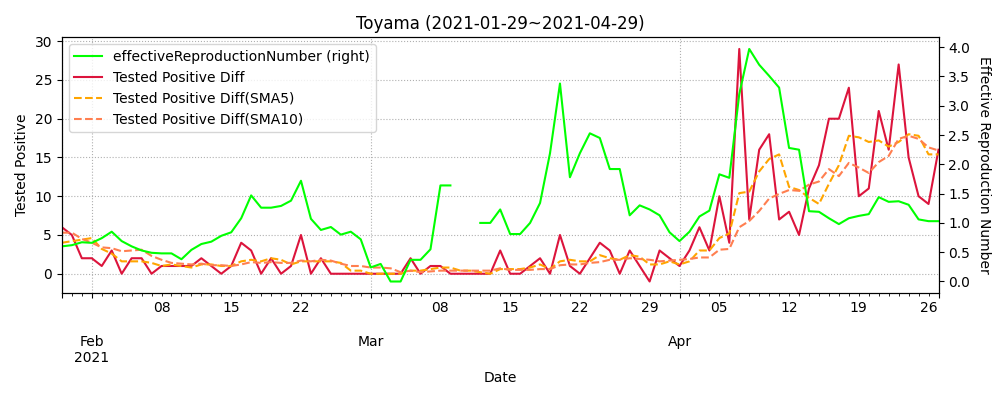 Toyama (2021-01-29~2021-04-29)
effectiveReproductionNumber (right)
Tested Positive Diff
Tested Positive Diff(SMA5)
Tested Positive Diff(SMA10)
Tested Positive
30
25
20
15
10
5
0
4.0
3.5
3.0
2.5
2.0
1.5
1.0
0.5
0.0
Effective Reproduction Number
08 15 22 08 15 22 29 05 12 19 26
Feb Mar Apr
2021
Date